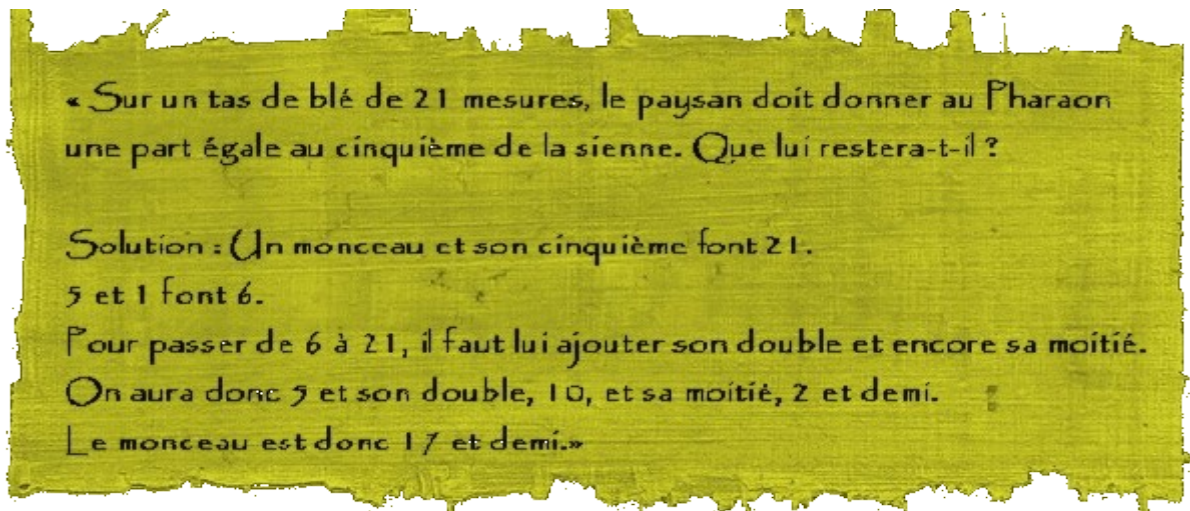 « Sur un tas de blé de 21 mesures, le paysan doit donner au Pharaon
une part égale au cinquième de la sienne. Que lui restera-t-il ?
Solution : Un monceau et son cinquième font 21.
5 et 1 font 6.
Pour passer de 6 à 21, il faut lui ajouter son double et encore sa moitié.
On aura donc 5 et son double, 10, et sa moitié, 2 et demi.
Le monceau est donc 17 et demi.»